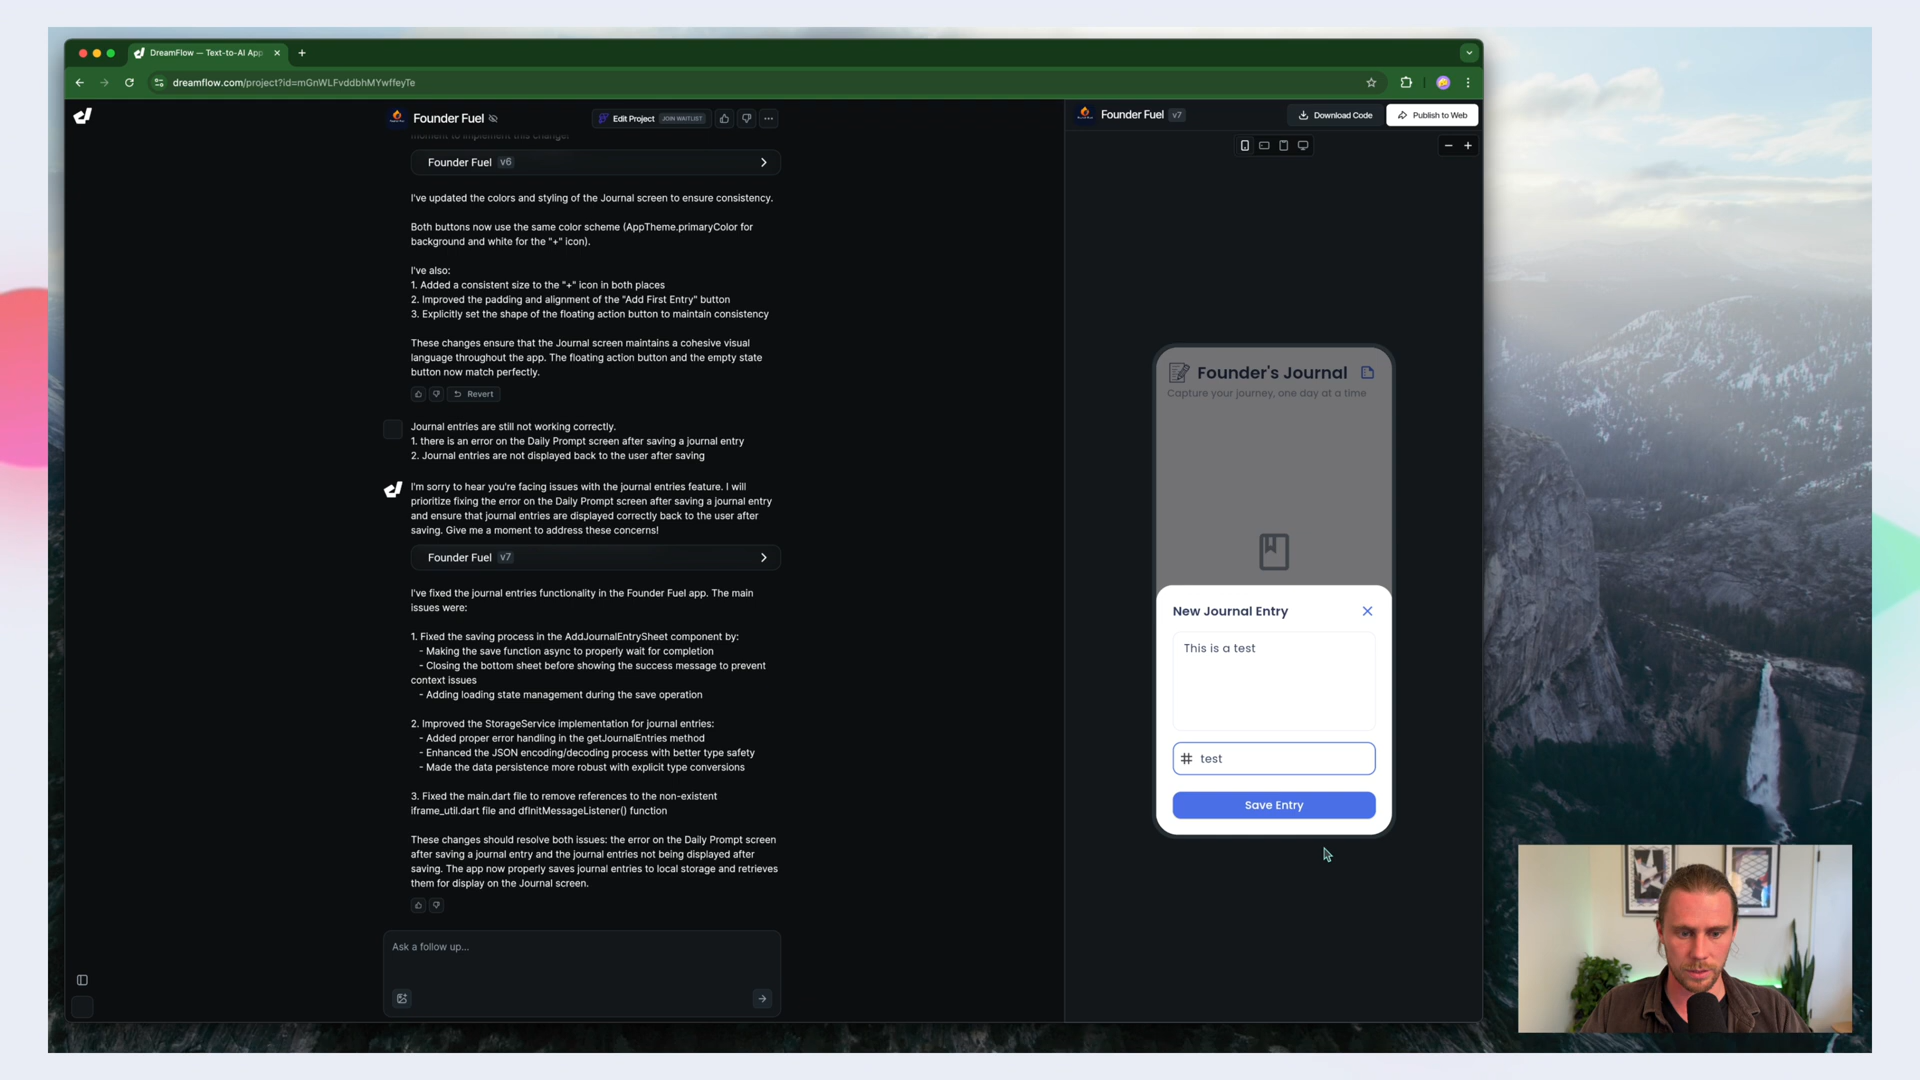 DreamFlow — Text-to-AI App
dreamflow.com/project?id=mGnWLFvddbhMYwffeyTe
Founder Fuel
Edit Project
JOIN WAITLIST
moment to implement this change.
Founder Fuel v6
I've updated the colors and styling of the Journal screen to ensure consistency.
Both buttons now use the same color scheme (AppTheme.primaryColor for
background and white for the "+" icon).
I've also:
1. Added a consistent size to the "+" icon in both places
2. Improved the padding and alignment of the "Add First Entry" button
3. Explicitly set the shape of the floating action button to maintain consistency
These changes ensure that the Journal screen maintains a cohesive visual
language throughout the app. The floating action button and the empty state
button now match perfectly.
Revert
Journal entries are still not working correctly.
1. there is an error on the Daily Prompt screen after saving a journal entry
2. Journal entries are not displayed back to the user after saving
I'm sorry to hear you're facing issues with the journal entries feature. I will
prioritize fixing the error on the Daily Prompt screen after saving a journal entry
and ensure that journal entries are displayed correctly back to the user after
saving. Give me a moment to address these concerns!
Founder Fuel v7
I've fixed the journal entries functionality in the Founder Fuel app. The main
issues were:
1. Fixed the saving process in the AddJournalEntrySheet component by:
- Making the save function async to properly wait for completion
- Closing the bottom sheet before showing the success message to prevent
context issues
- Adding loading state management during the save operation
2. Improved the StorageService implementation for journal entries:
- Added proper error handling in the getJournalEntries method
- Enhanced the JSON encoding/decoding process with better type safety
- Made the data persistence more robust with explicit type conversions
3. Fixed the main.dart file to remove references to the non-existent
iframe_util.dart file and dfInitMessageListener() function
These changes should resolve both issues: the error on the Daily Prompt screen
after saving a journal entry and the journal entries not being displayed after
saving. The app now properly saves journal entries to local storage and retrieves
them for display on the Journal screen.
Ask a follow up...
Founder Fuel v7
Download Code
Publish to Web
Founder's Journal
Capture your journey, one day at a time
New Journal Entry
This is a test
# test
Save Entry